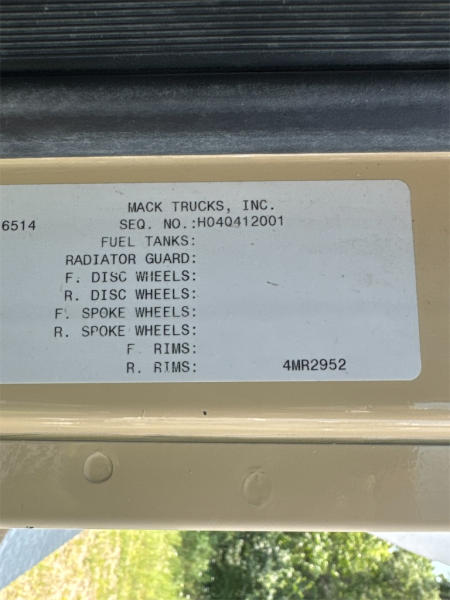 MACK TRUCKS, INC.
6514 SEQ. NO.:H04Q412001
FUEL TANKS:
RADIATOR GUARD:
F. DISC WHEELS:
R. DISC WHEELS:
F. SPOKE WHEELS:
R. SPOKE WHEELS:
F. RIMS:
R. RIMS: 4MR2952